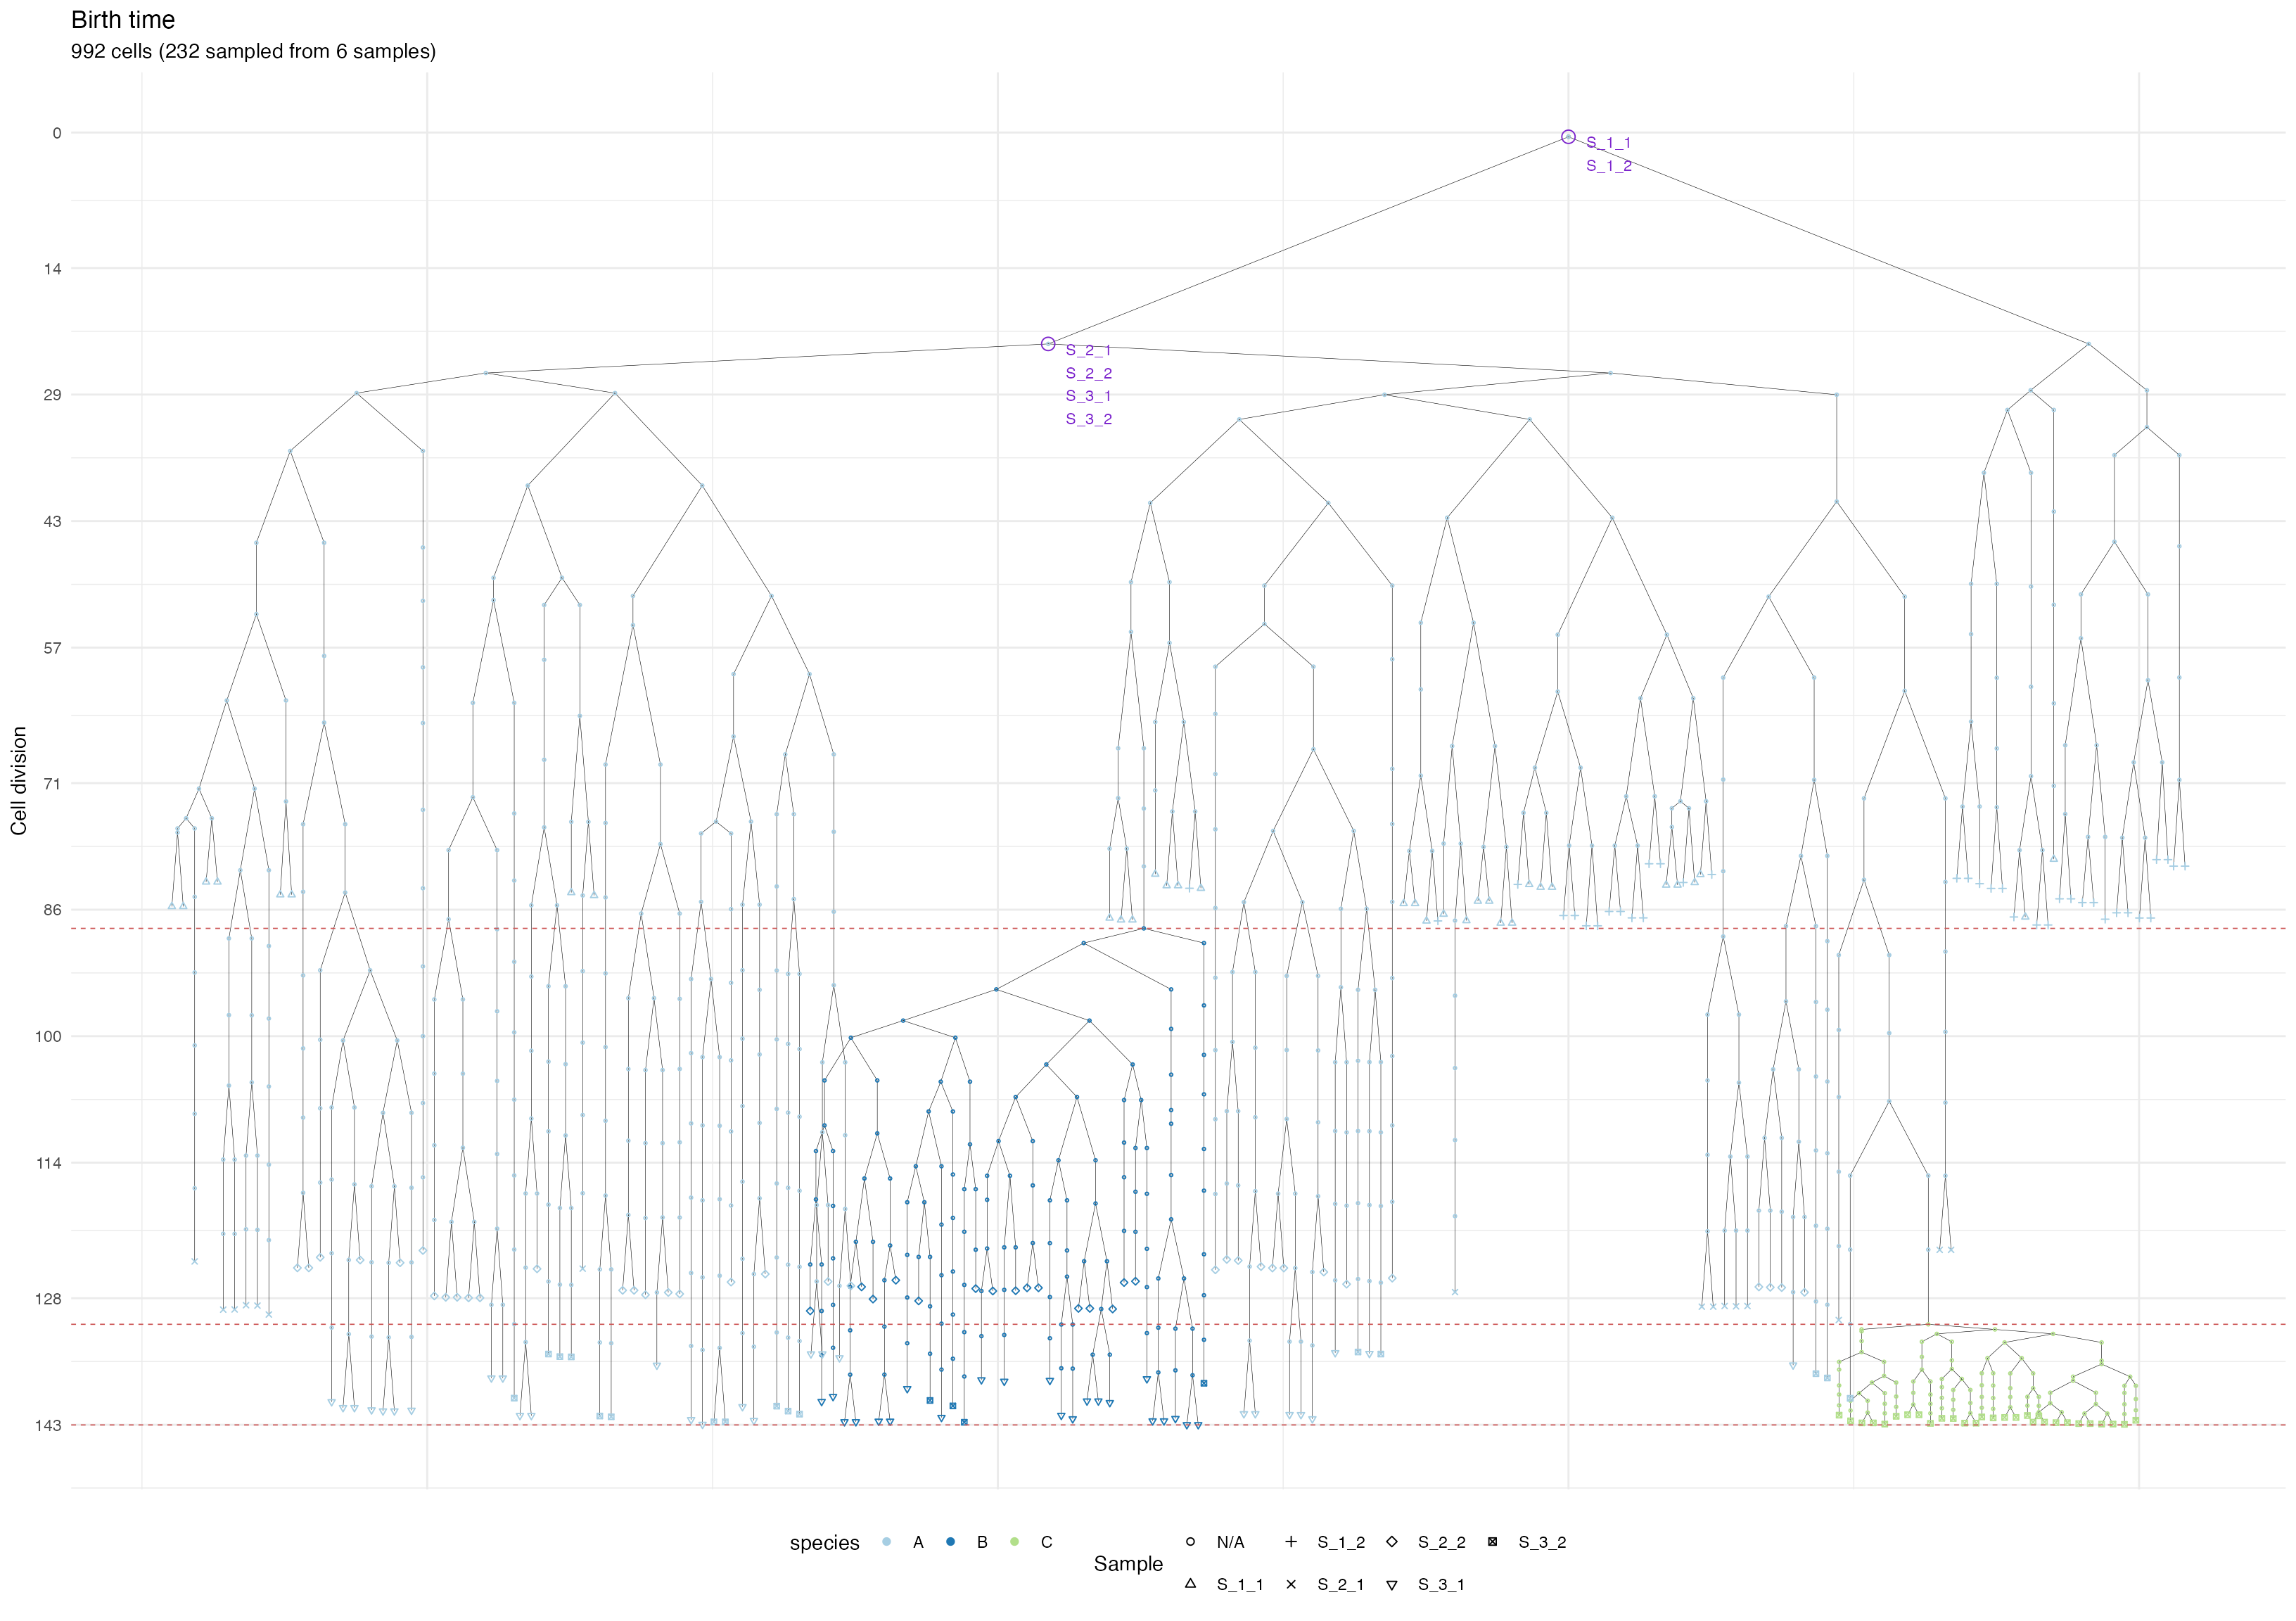 Birth time
992 cells (232 sampled from 6 samples)
0
S_1_1
S_1_2
14
S_2_1
S_2_2
29
S_3_1
S_3_2
43
57
71
Cell division
86
100
114
128
143
species
A
B
C
Sample
N/A
S_1_2
S_2_2
S_3_2
S_1_1
S_2_1
S_3_1